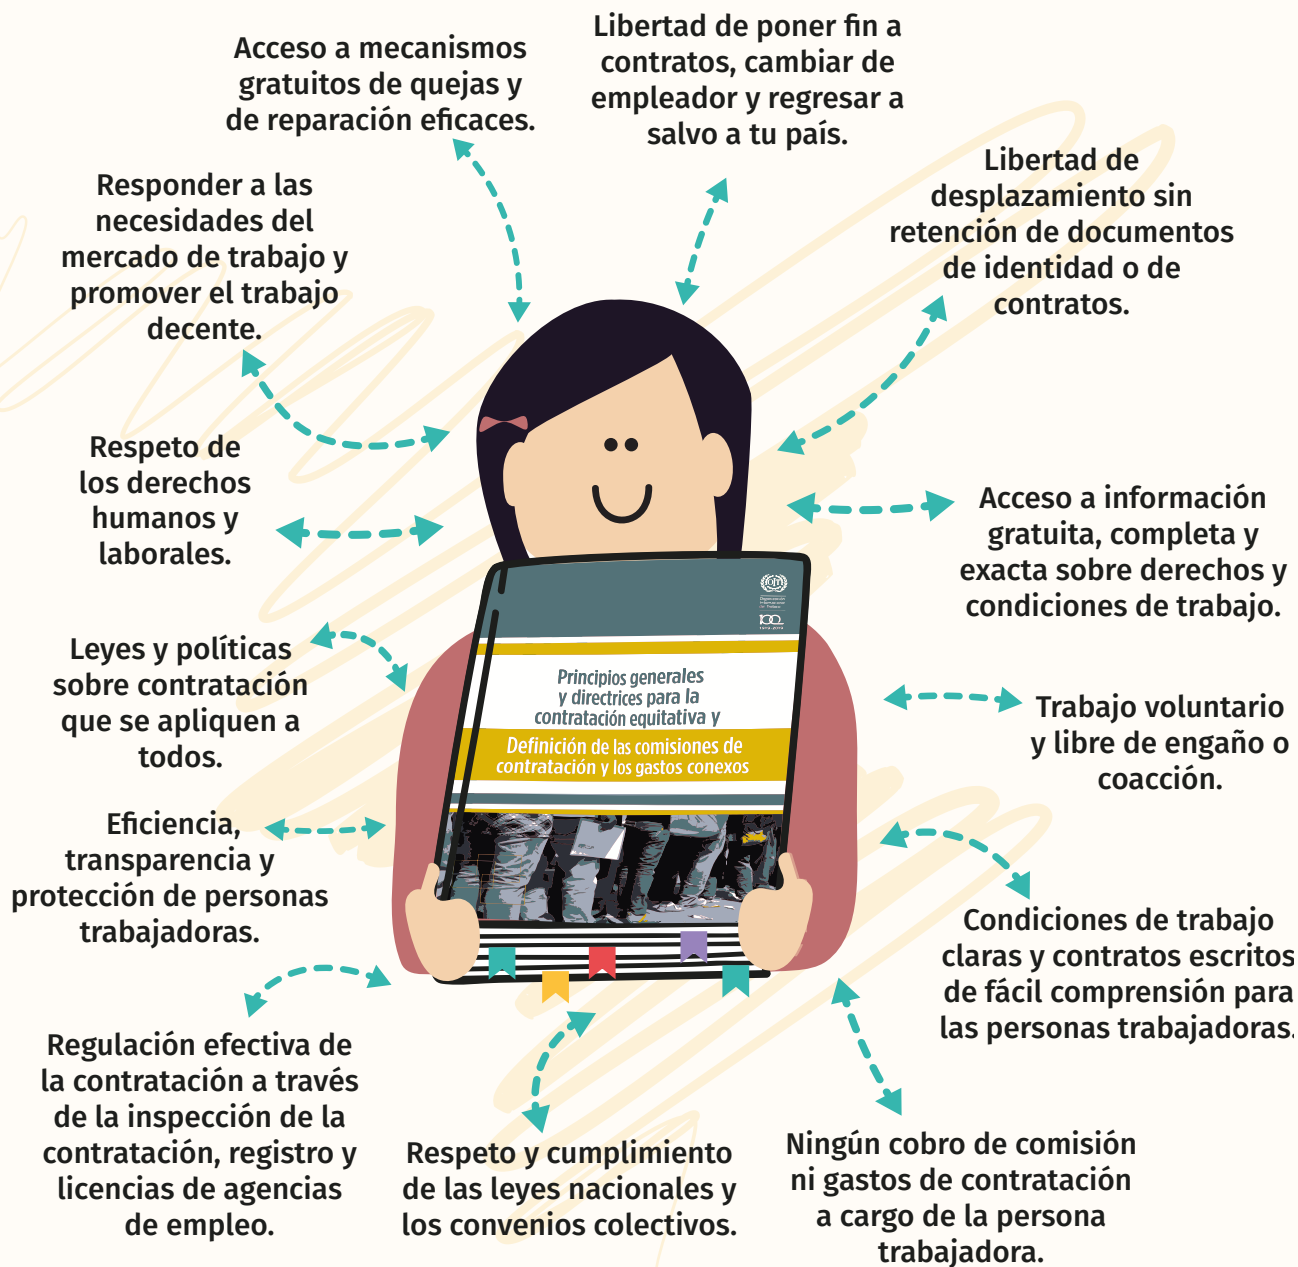 Acceso a mecanismos
gratuitos de quejas y
de reparación eficaces.
Libertad de poner fin a
contratos, cambiar de
empleador y regresar a
salvo a tu país.
Libertad de
desplazamiento sin
retención de documentos
de identidad o de
contratos.
Responder a las
necesidades del
mercado de trabajo y
promover el trabajo
decente.
Respeto de
los derechos
humanos y
laborales.
Acceso a información
gratuita, completa y
exacta sobre derechos y
condiciones de trabajo.
Principios generales
y directrices para la
contratación equitativa y
Definición de las comisiones de
contratación y los gastos conexos
Leyes y políticas
sobre contratación
que se apliquen a
todos.
Trabajo voluntario
y libre de engaño o
coacción.
Eficiencia,
transparencia y
protección de personas
trabajadoras.
Condiciones de trabajo
claras y contratos escritos
de fácil comprensión para
las personas trabajadoras.
Regulación efectiva de
la contratación a través
de la inspección de la
contratación, registro y
licencias de agencias
de empleo.
Respeto y cumplimiento
de las leyes nacionales y
los convenios colectivos.
Ningún cobro de comisión
ni gastos de contratación
a cargo de la persona
trabajadora.